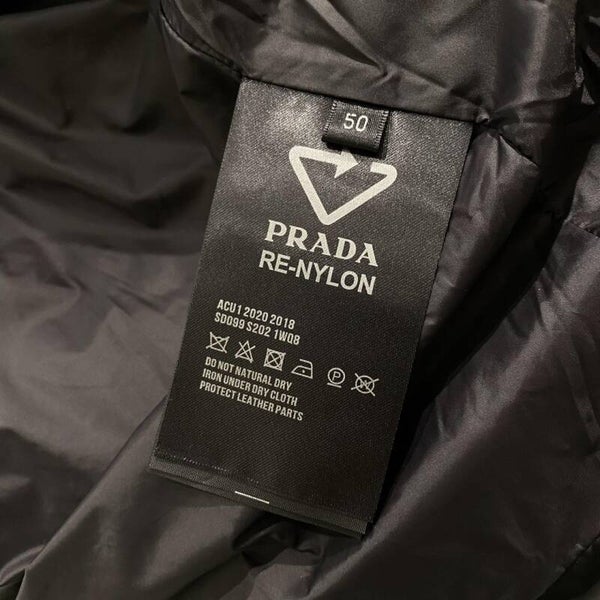 50
PRADA
RE-NYLON
ACU1 2020 2018
SD099 S202 1WQ8
DO NOT NATURAL DRY
IRON UNDER DRY CLOTH
PROTECT LEATHER PARTS